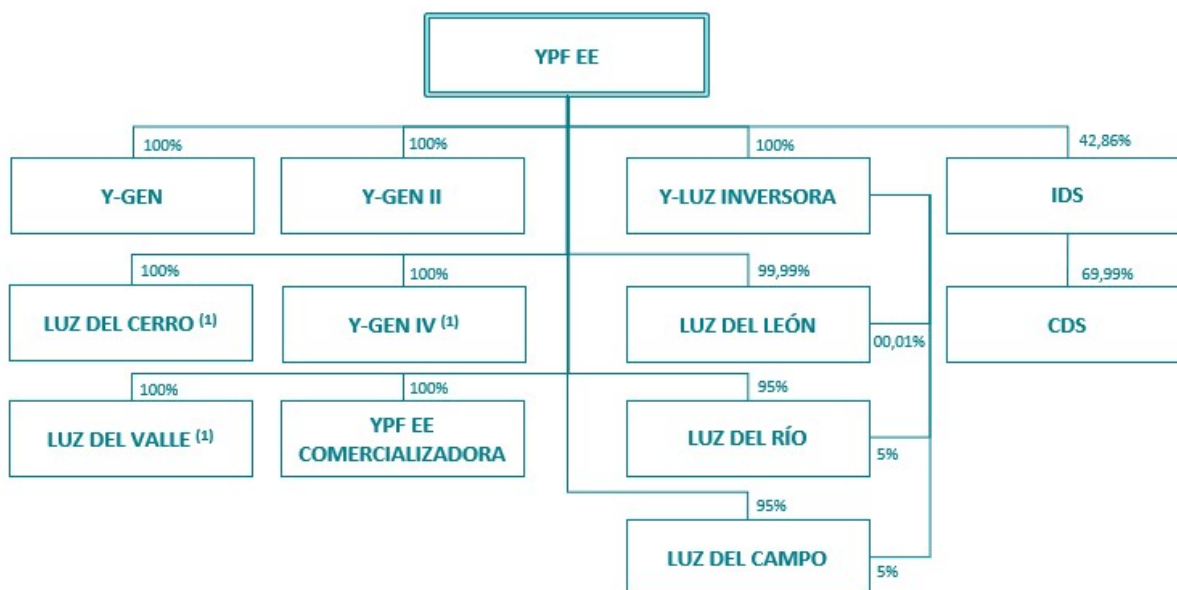 YPF EE
100%
100%
100%
42,86%
Y-GEN
Y-GEN II
Y-LUZ INVERSORA
IDS
100%
100%
99,99%
69,99%
LUZ DEL CERRO (1)
Y-GEN IV (1)
LUZ DEL LEÓN
CDS
00,01%
100%
100%
95%
LUZ DEL VALLE (1)
YPF EE
COMERCIALIZADORA
LUZ DEL RÍO
5%
95%
LUZ DEL CAMPO
5%